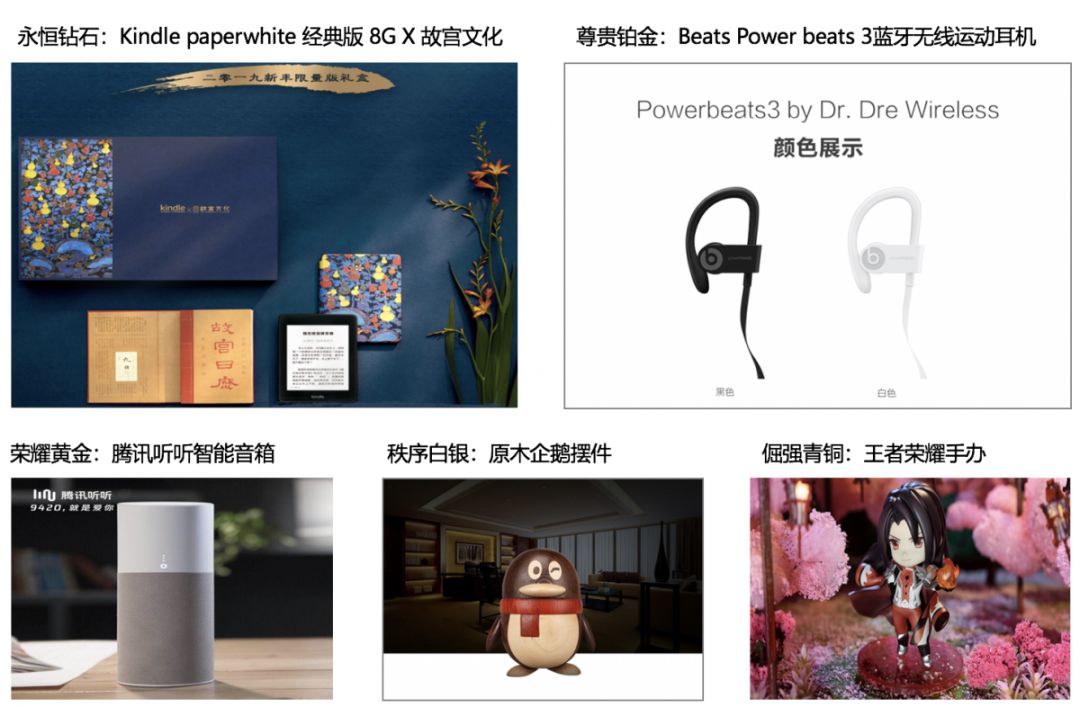 永恒钻石：Kindle paperwhite 经典版 8G X 故宫文化
尊贵铂金：Beats Power beats 3蓝牙无线运动耳机
二零一九新年限量版礼盒
kindle x 故宫文化
故宫日历
kindle
Powerbeats3 by Dr. Dre Wireless
颜色展示
黑色
白色
荣耀黄金：腾讯听听智能音箱
秩序白银：原木企鹅摆件
倔强青铜：王者荣耀手办
腾讯听听
9420，就是爱你